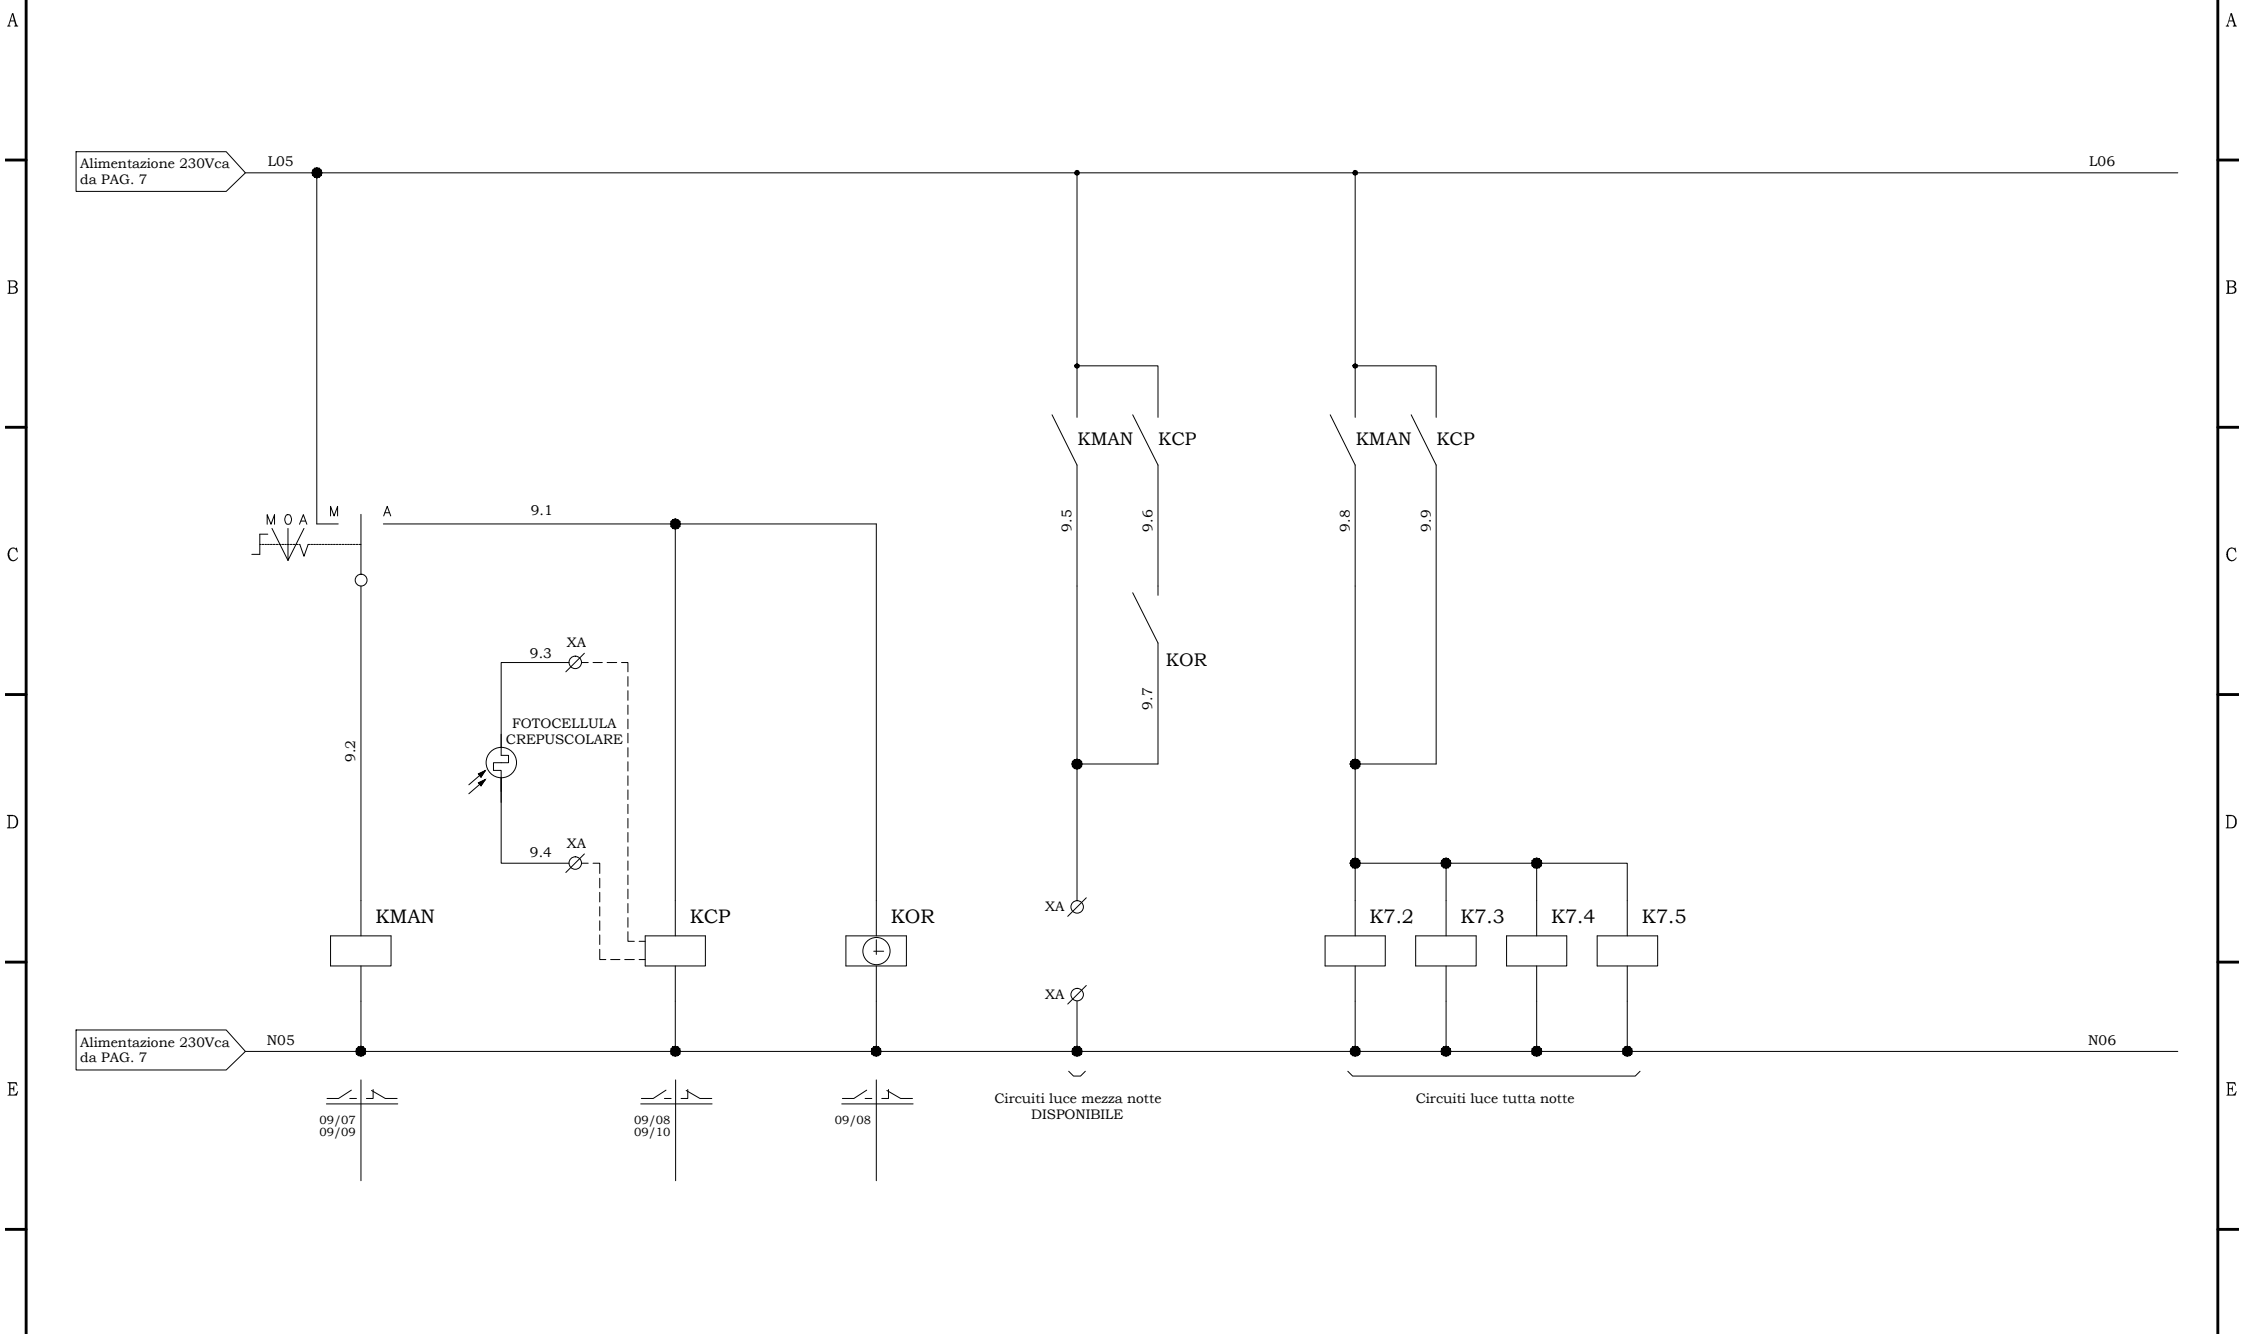 A
A
Alimentazione 230Vca
da PAG. 7
L05
L06
B
B
KMAN
KCP
KMAN
KCP
M O A
M
A
9.1
9.5
9.6
9.8
9.9
C
C
XA
9.3
KOR
9.7
FOTOCELLULA
CREPUSCOLARE
9.2
D
D
XA
9.4
KMAN
KCP
KOR
XA
K7.2
K7.3
K7.4
K7.5
XA
Alimentazione 230Vca
da PAG. 7
N05
N06
E
E
09/07
09/09
09/08
09/10
09/08
Circuiti luce mezza notte
DISPONIBILE
Circuiti luce tutta notte